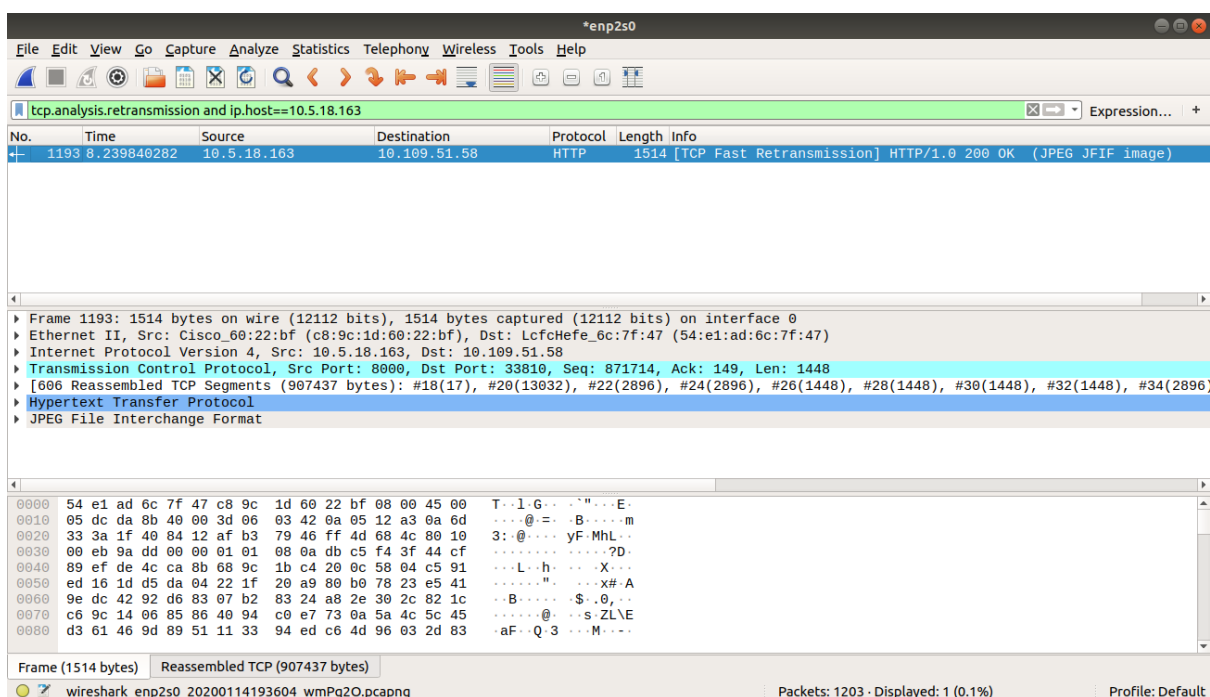 *enp2s0
File Edit View Go Capture Analyze Statistics Telephony Wireless Tools Help
tcp.analysis.retransmission and ip.host==10.5.18.163 Expression… +
No. Time Source Destination Protocol Length Info
1193 8.239840282 10.5.18.163 10.109.51.58 HTTP 1514 [TCP Fast Retransmission] HTTP/1.0 200 OK (JPEG JFIF image)
Frame 1193: 1514 bytes on wire (12112 bits), 1514 bytes captured (12112 bits) on interface 0
Ethernet II, Src: Cisco_60:22:bf (c8:9c:1d:60:22:bf), Dst: LcfcHefe_6c:7f:47 (54:e1:ad:6c:7f:47)
Internet Protocol Version 4, Src: 10.5.18.163, Dst: 10.109.51.58
Transmission Control Protocol, Src Port: 8000, Dst Port: 33810, Seq: 871714, Ack: 149, Len: 1448
[606 Reassembled TCP Segments (907437 bytes): #18(17), #20(13032), #22(2896), #24(2896), #26(1448), #28(1448), #30(1448), #32(1448), #34(2896)
Hypertext Transfer Protocol
JPEG File Interchange Format
0000 54 e1 ad 6c 7f 47 c8 9c 1d 60 22 bf 08 00 45 00 T··l·G·· ·`"···E·
0010 05 dc da 8b 40 00 3d 06 03 42 0a 05 12 a3 0a 6d ····@·=· ·B·····m
0020 33 3a 1f 40 84 12 af b3 79 46 ff 4d 68 4c 80 10 3:·@···· yF·MhL··
0030 00 eb 9a dd 00 00 01 01 08 0a db c5 f4 3f 44 cf ········ ·····?D·
0040 89 ef de 4c ca 8b 68 9c 1b c4 20 0c 58 04 c5 91 ···L··h· ·· ·X···
0050 ed 16 1d d5 da 04 22 1f 20 a9 80 b0 78 23 e5 41 ······"· ···x#·A
0060 9e dc 42 92 d6 83 07 b2 83 24 a8 2e 30 2c 82 1c ··B····· ·$·.0,··
0070 c6 9c 14 06 85 86 40 94 c0 e7 73 0a 5a 4c 5c 45 ······@· ··s·ZL\E
0080 d3 61 46 9d 89 51 11 33 94 ed c6 4d 96 03 2d 83 ·aF··Q·3 ···M··-·
Frame (1514 bytes) Reassembled TCP (907437 bytes)
wireshark_enp2s0_20200114193604_wmPq2O.pcapng Packets: 1203 · Displayed: 1 (0.1%) Profile: Default